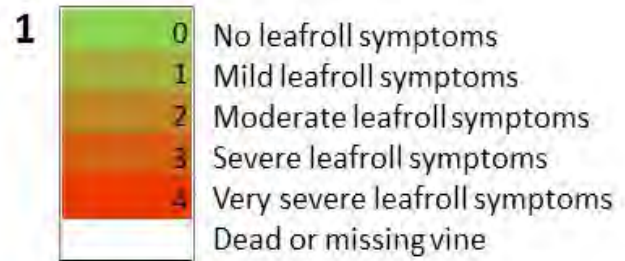 1
0 No leafroll symptoms
1 Mild leafroll symptoms
2 Moderate leafroll symptoms
3 Severe leafroll symptoms
4 Very severe leafroll symptoms
Dead or missing vine